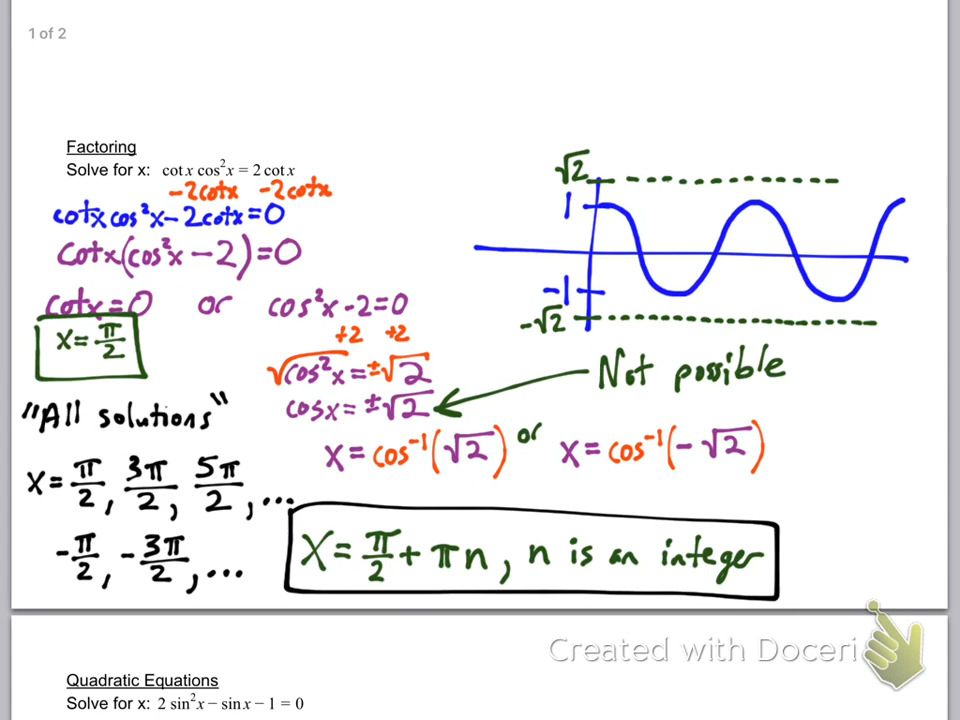 1 of 2
Factoring
Solve for x: cot x cos²x = 2 cot x
-2cotx -2cotx
cotx cos²x - 2cotx = 0
cotx(cos²x - 2) = 0
cotx = 0 or cos²x - 2 = 0
+2 +2
x = π/2
√cos²x = ±√2
cosx = ±√2
Not possible
x = cos⁻¹(√2) or x = cos⁻¹(-√2)
"All solutions"
x = π/2, 3π/2, 5π/2, ...
-π/2, -3π/2, ...
X = π/2 + πn, n is an integer
√2
1
-1
-√2
Created with Doceri
Quadratic Equations
Solve for x: 2 sin²x − sin x − 1 = 0